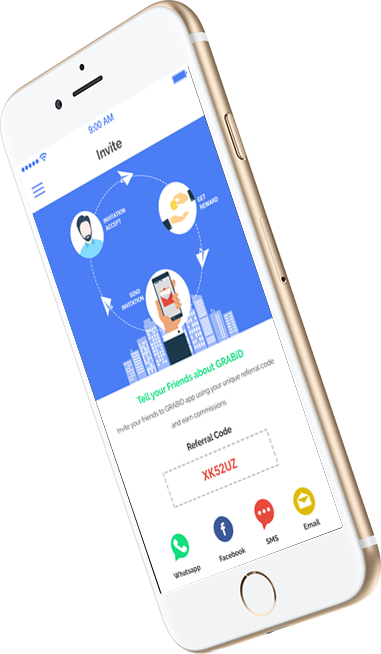 9:00 AM
Invite
INVITATION
ACCEPT
GET
REWARD
SEND
INVITATION
Tell your Friends about GRABiD
Invite your friends to GRABiD app using your unique referral code
and earn commissions
Referral Code
XK52UZ
Whatsapp
Facebook
SMS
Email